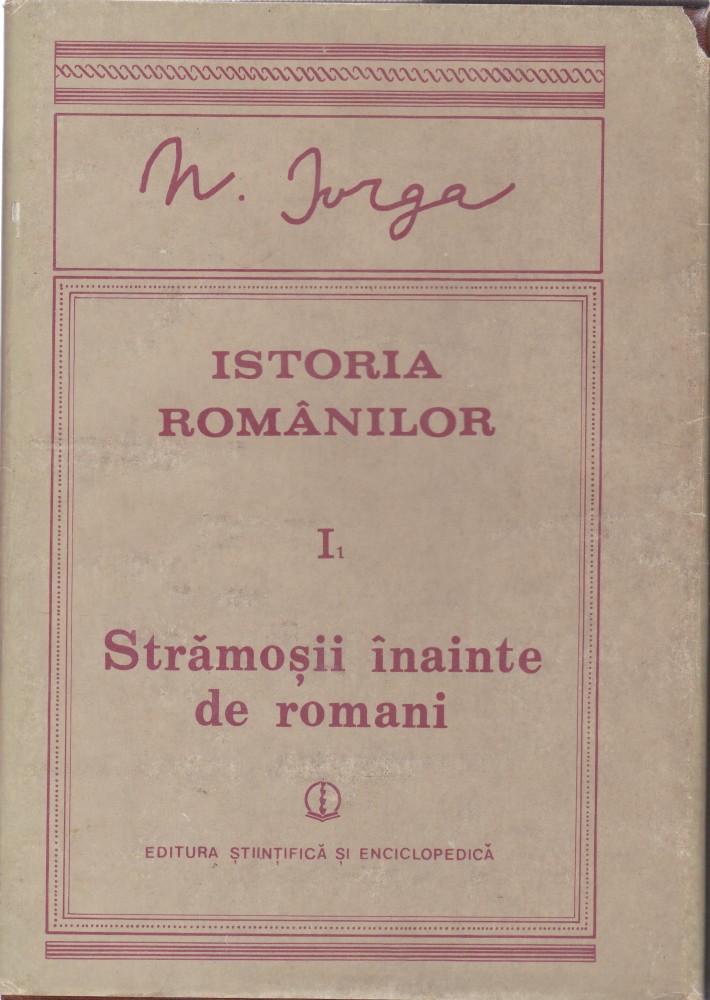 N. Iorga
ISTORIA
ROMÂNILOR
I1
Strămoșii înainte
de romani
EDITURA ȘTIINȚIFICĂ ȘI ENCICLOPEDICĂ